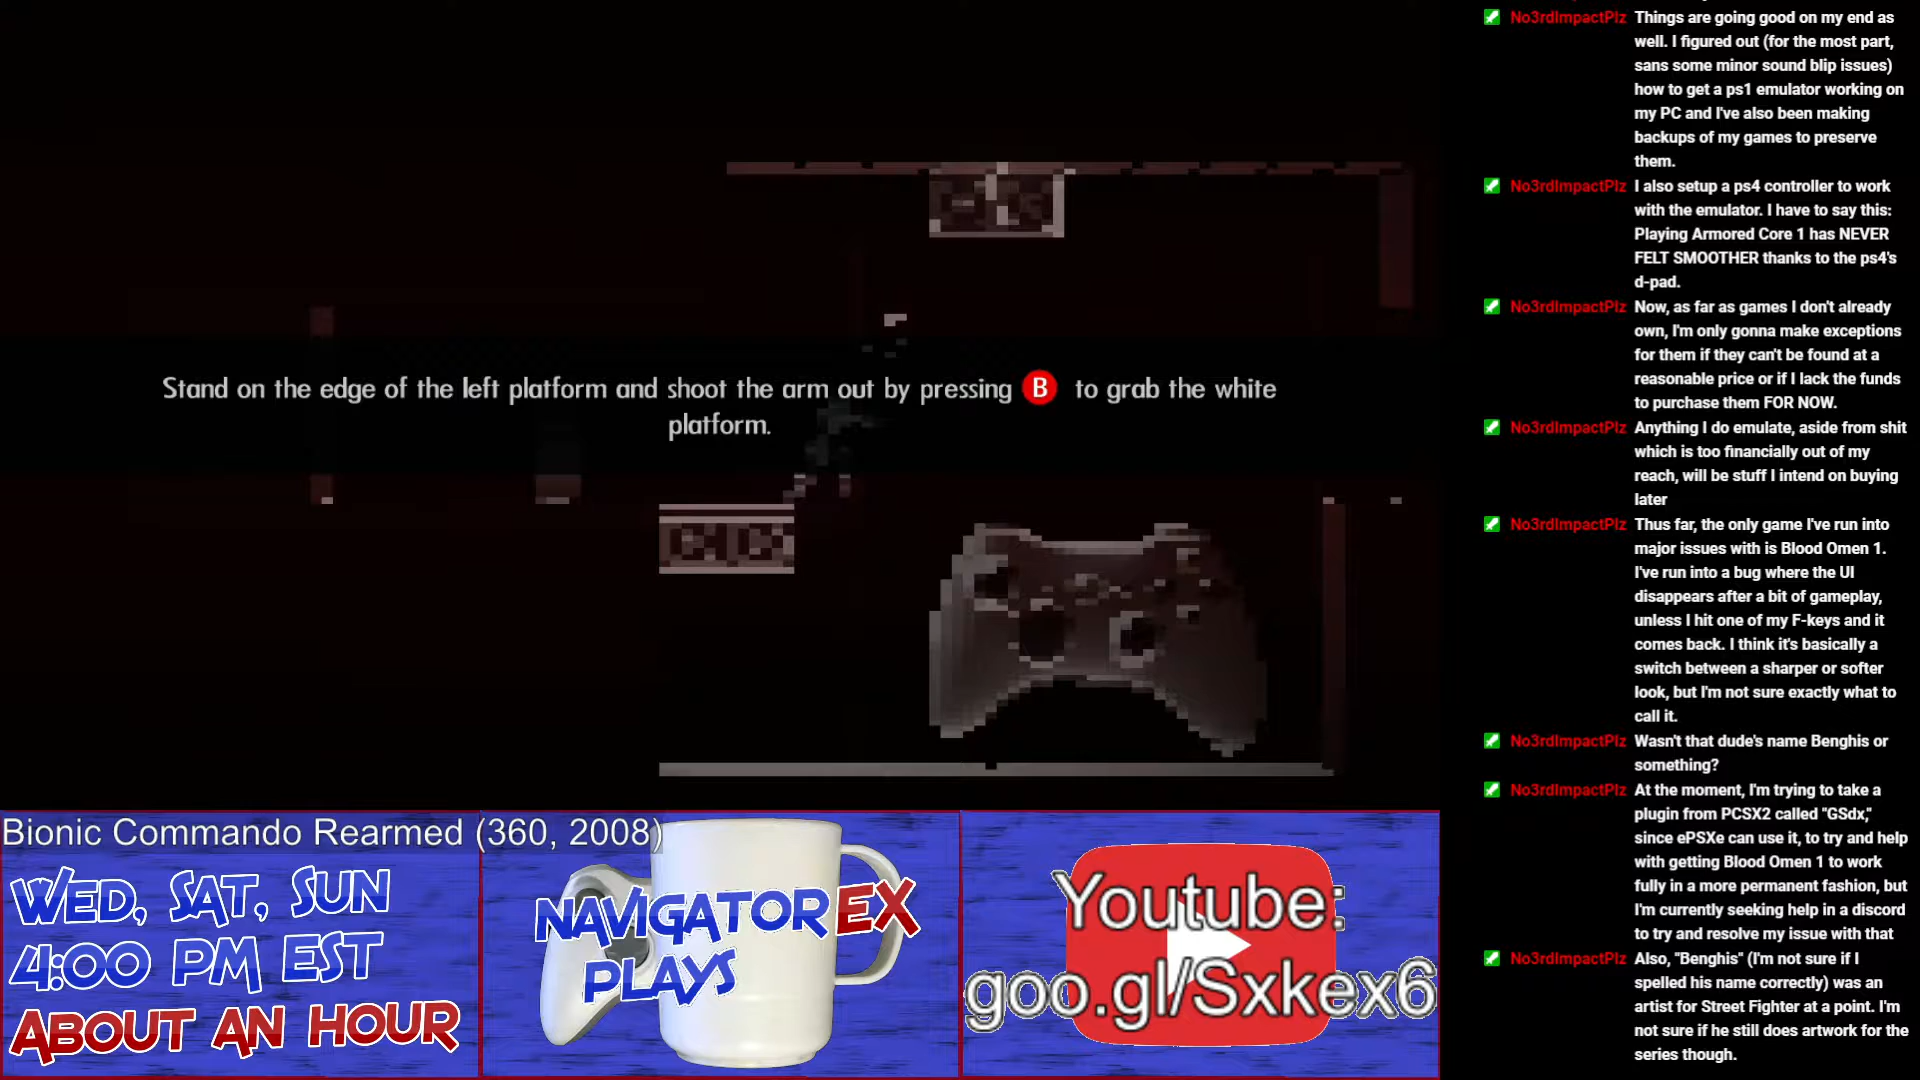 Stand on the edge of the left platform and shoot the arm out by pressing B to grab the white
platform.
Bionic Commando Rearmed (360, 2008)
WED, SAT, SUN
4:00 PM EST
ABOUT AN HOUR
NAVIGATOR EX
PLAYS
Youtube:
goo.gl/Sxkex6
No3rdImpactPlz Things are going good on my end as
well. I figured out (for the most part,
sans some minor sound blip issues)
how to get a ps1 emulator working on
my PC and I've also been making
backups of my games to preserve
them.
No3rdImpactPlz I also setup a ps4 controller to work
with the emulator. I have to say this:
Playing Armored Core 1 has NEVER
FELT SMOOTHER thanks to the ps4's
d-pad.
No3rdImpactPlz Now, as far as games I don't already
own, I'm only gonna make exceptions
for them if they can't be found at a
reasonable price or if I lack the funds
to purchase them FOR NOW.
No3rdImpactPlz Anything I do emulate, aside from shit
which is too financially out of my
reach, will be stuff I intend on buying
later
No3rdImpactPlz Thus far, the only game I've run into
major issues with is Blood Omen 1.
I've run into a bug where the UI
disappears after a bit of gameplay,
unless I hit one of my F-keys and it
comes back. I think it's basically a
switch between a sharper or softer
look, but I'm not sure exactly what to
call it.
No3rdImpactPlz Wasn't that dude's name Benghis or
something?
No3rdImpactPlz At the moment, I'm trying to take a
plugin from PCSX2 called "GSdx,"
since ePSXe can use it, to try and help
with getting Blood Omen 1 to work
fully in a more permanent fashion, but
I'm currently seeking help in a discord
to try and resolve my issue with that
No3rdImpactPlz Also, "Benghis" (I'm not sure if I
spelled his name correctly) was an
artist for Street Fighter at a point. I'm
not sure if he still does artwork for the
series though.